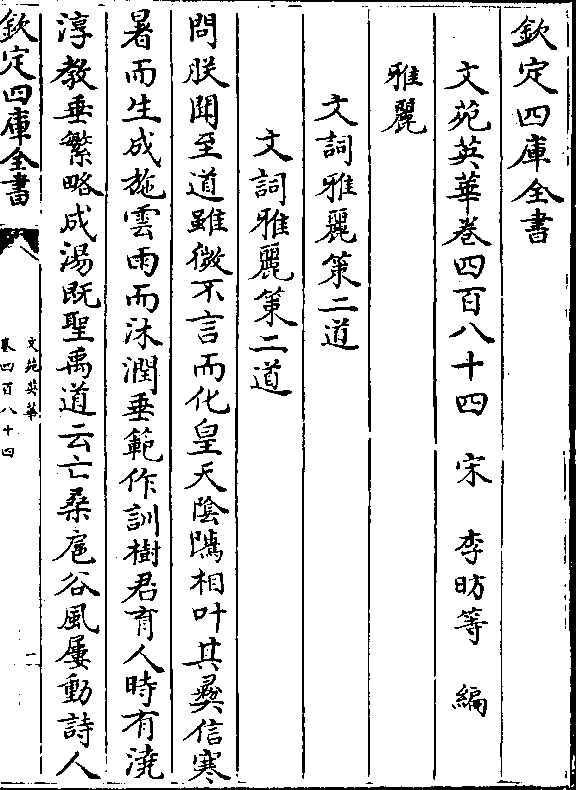 欽定四庫全書
文苑英華卷四百八十四　宋　李昉等　編
雅麗
文詞雅麗策二道
文詞雅麗策二道
問朕聞至道雖微不言而化皇天陰隲相叶其彛信寒
暑而生成施雲雨而沐潤垂範作訓樹君育人時有澆
淳教垂繁略成湯既聖禹道云亡桑扈谷風屢動詩人
欽定四庫全書
文苑英華
卷四百八十四
一